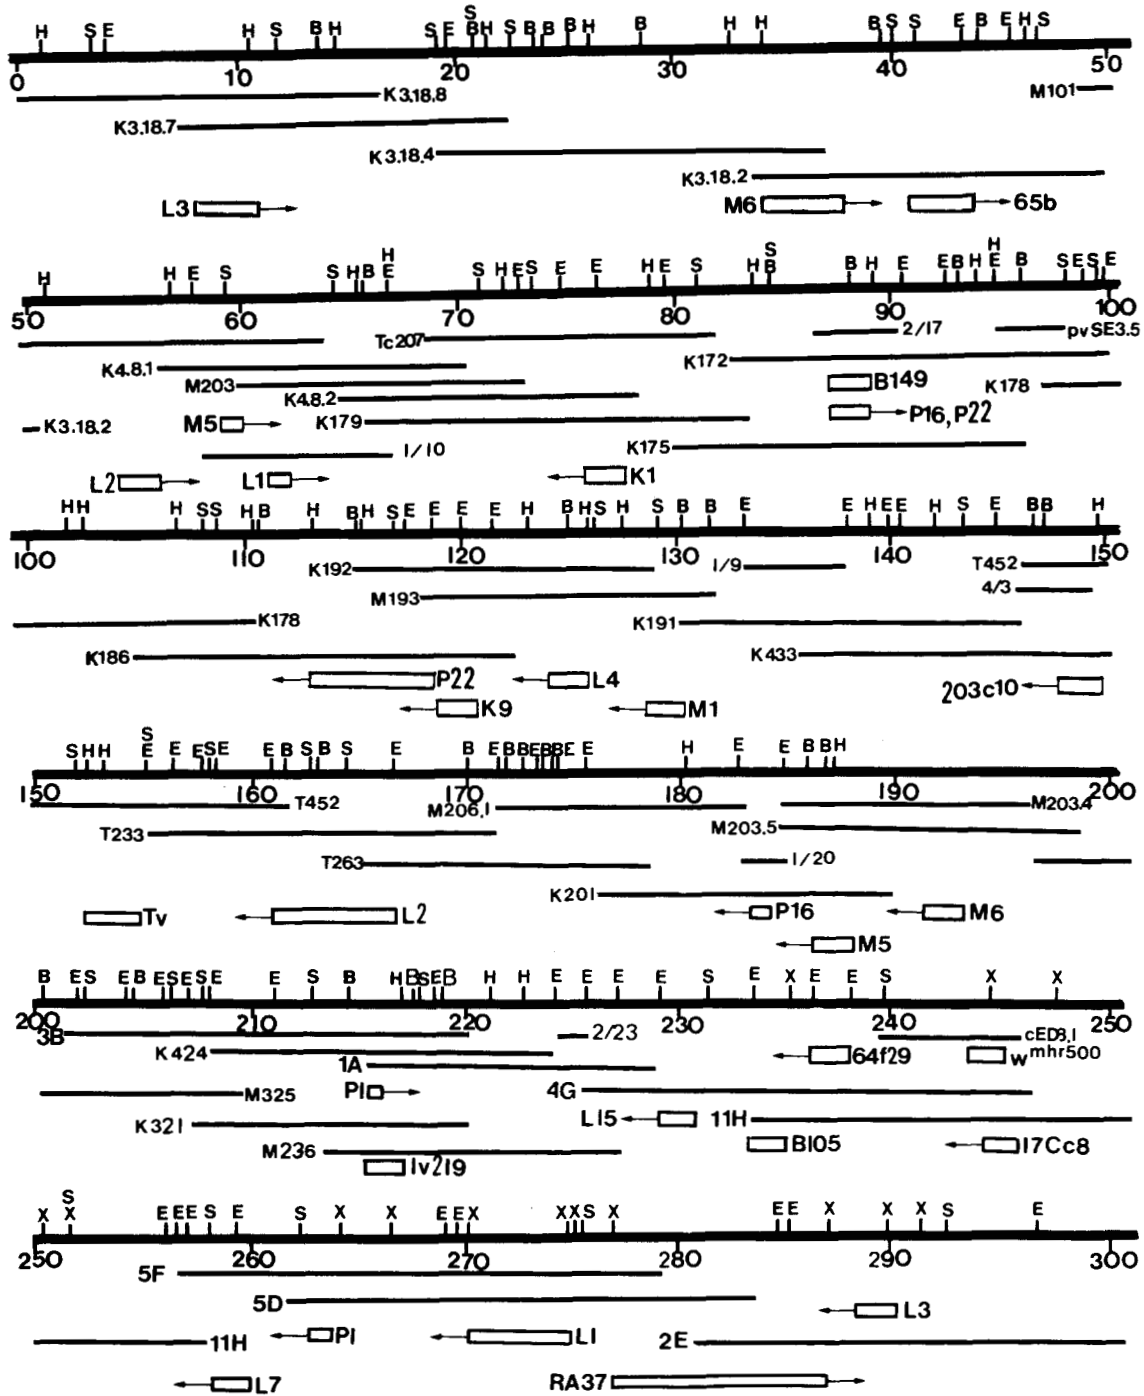 H S E H S B H S E S B H S B B B H B H H B S S E B E H S
0 10 20 30 40 50
K3.18.8 M101
K3.18.7
K3.18.4
K3.18.2
L3 M6 65b
H H E S S H B H E S H E S E E H E S H S B B H E E B H H E S S E S E
50 60 70 80 90 100
Tc207 2/17 pvSE3.5
K4.8.1 K172
M203 B149 K178
K4.8.2
K3.18.2 M5 K179 P16,P22
1/10 K175
L2 L1 K1
H H H S S H B H B H S E E E E H B H S H S B B E E H E E H S E B B H
100 110 120 130 140 150
K192 1/9 T452
M193 4/3
K178 K191
K186 K433
P22 L4 203c10
K9 M1
S H H S E E E S E E B S B S E B E B B E B B E E H E E B B H
150 160 170 180 190 200
T452 M206.1 M203.4
T233 M203.5
T263 1/20
K201
Tv L2 P16 M6
M5
B E S E B E S E S E E S B H B S E B H H E E E E S E X E E S X X
200 210 220 230 240 250
3B 2/23 cED8.1
K424 64f29 wmhr500
1A
M325 P1 4G
K321 L15 11H
M236 B105 17Cc8
Iv219
X S X E E E S E S X X E E X X X S X E E X X X S E
250 260 270 280 290 300
5F
5D L3
11H P1 L1 2E
L7 RA37